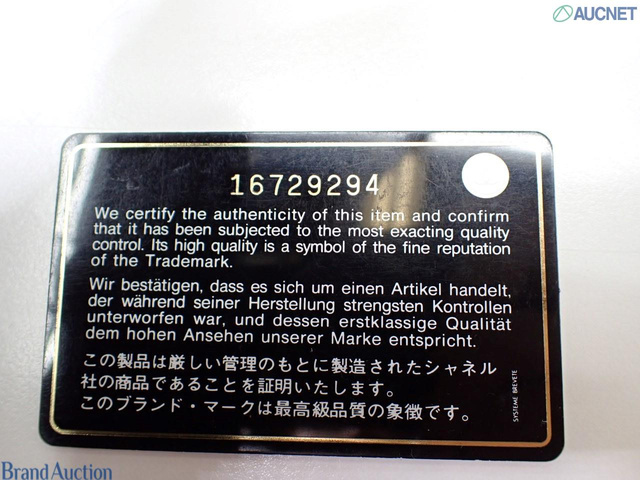 AUCNET
16729294
We certify the authenticity of this item and confirm
that it has been subjected to the most exacting quality
control. Its high quality is a symbol of the fine reputation
of the Trademark.
Wir bestätigen, dass es sich um einen Artikel handelt,
der während seiner Herstellung strengsten Kontrollen
unterworfen war, und dessen erstklassige Qualität
dem hohen Ansehen unserer Marke entspricht.
この製品は厳しい管理のもとに製造されたシャネル
社の商品であることを証明いたします。
このブランド・マークは最高級品質の象徴です。
SYSTEME BREVETE
Brand Auction